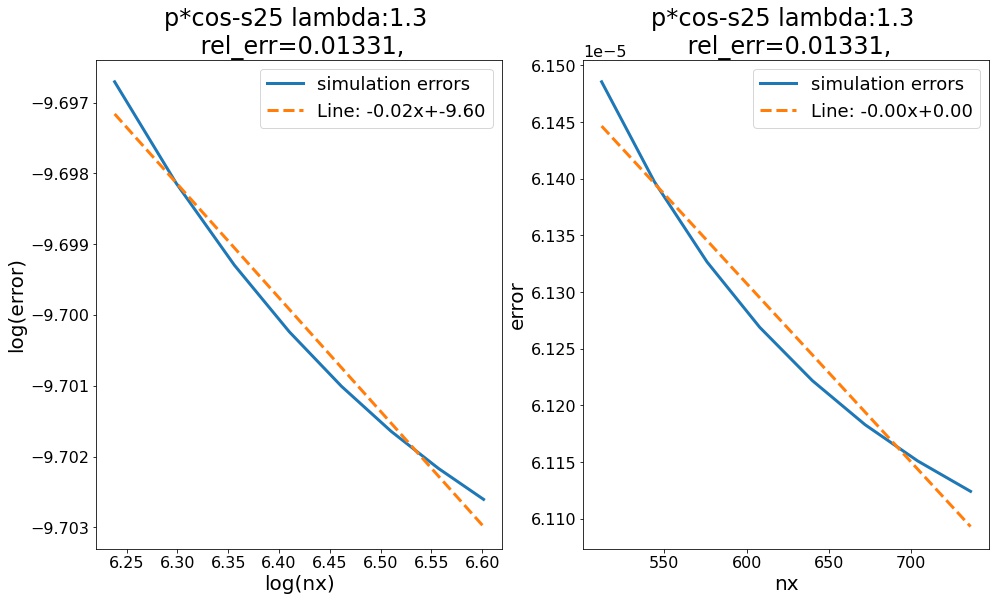 p*cos-s25 lambda:1.3
rel_err=0.01331,
simulation errors
Line: -0.02x+-9.60
−9.697
−9.698
−9.699
−9.700
−9.701
−9.702
−9.703
log(error)
6.25 6.30 6.35 6.40 6.45 6.50 6.55 6.60
log(nx)
p*cos-s25 lambda:1.3
rel_err=0.01331,
1e−5
simulation errors
Line: -0.00x+0.00
6.150
6.145
6.140
6.135
6.130
6.125
6.120
6.115
6.110
error
550 600 650 700
nx